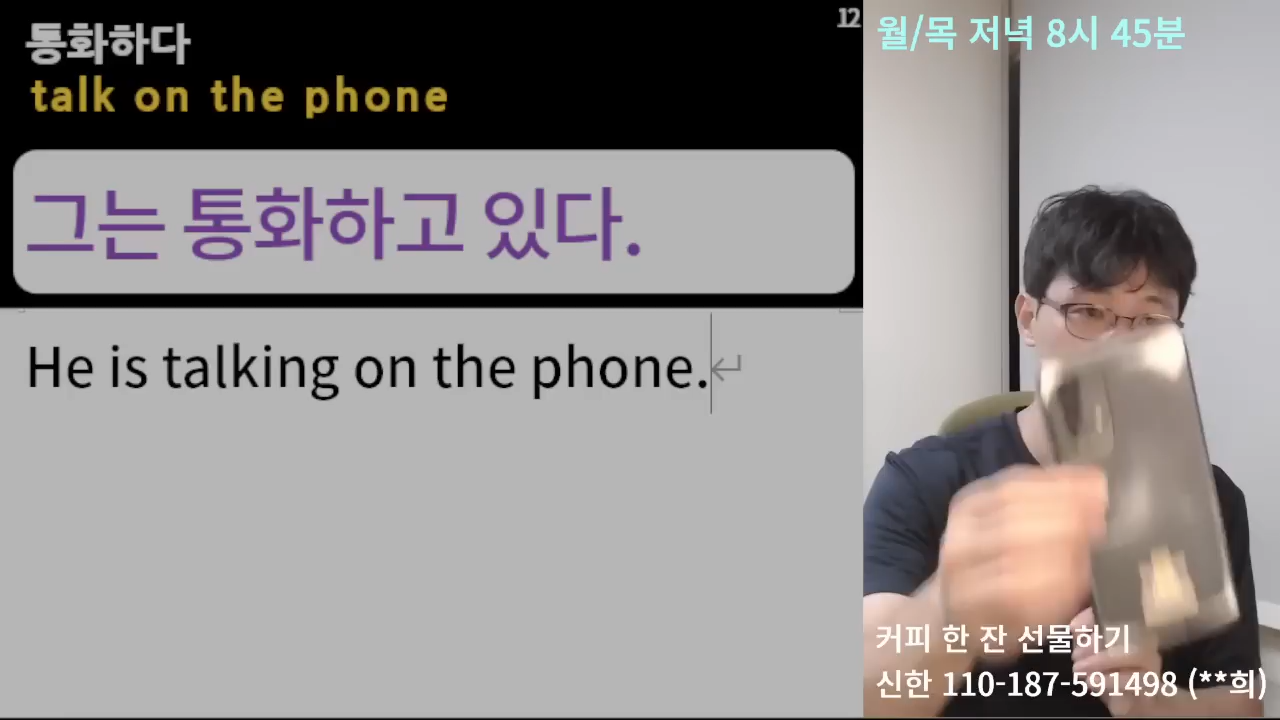 통화하다
talk on the phone
12
그는 통화하고 있다.
He is talking on the phone.↵
월/목 저녁 8시 45분
커피 한 잔 선물하기
신한 110-187-591498 (**희)